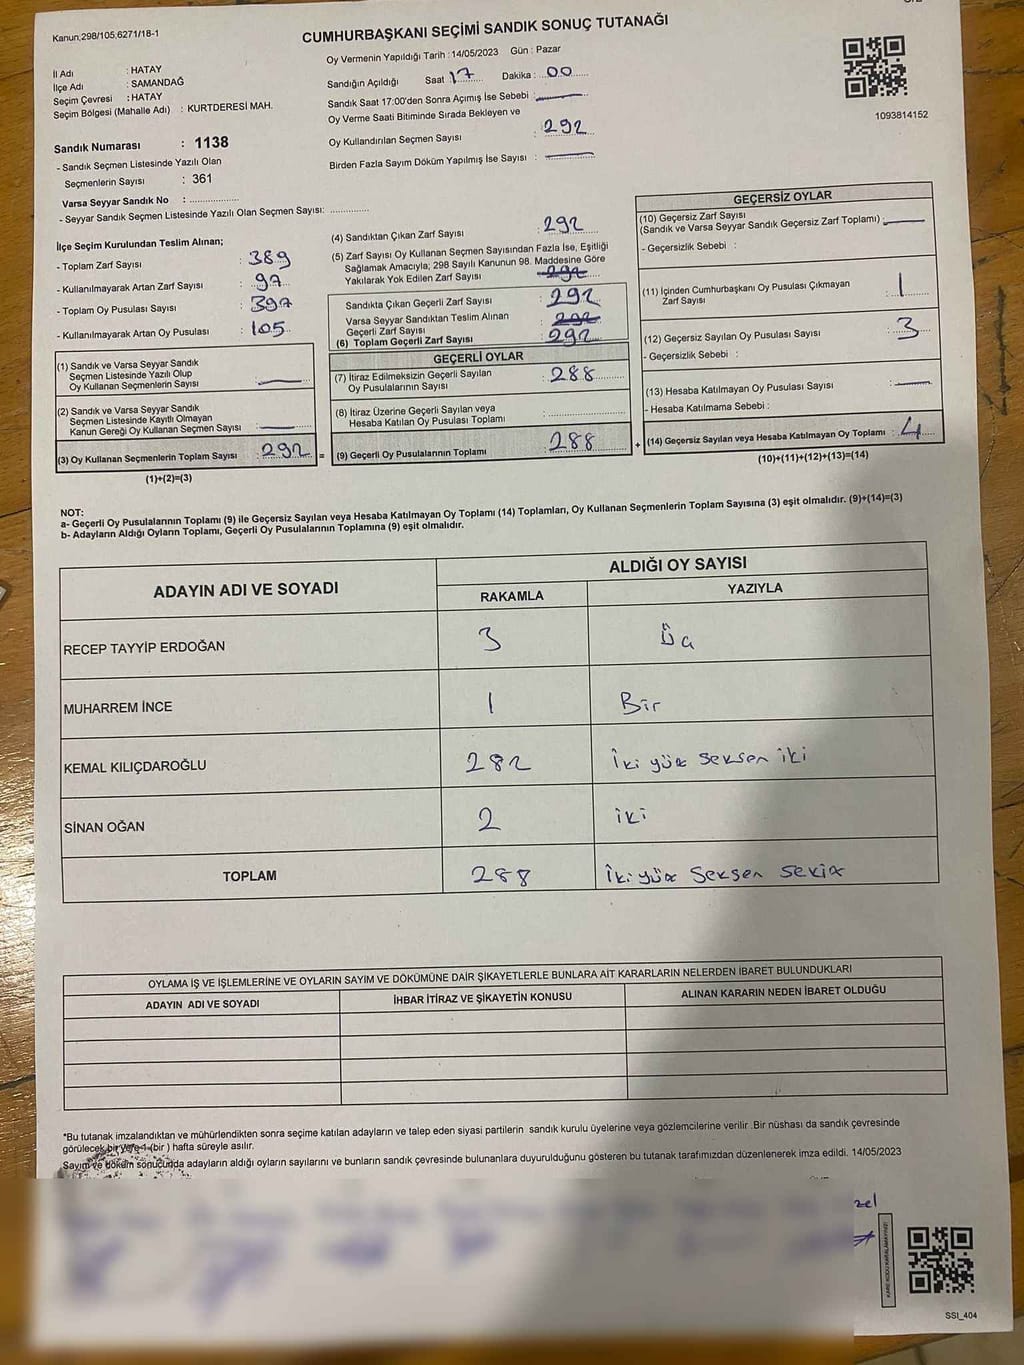 Kanun,298/105,6271/18-1
CUMHURBAŞKANI SEÇİMİ SANDIK SONUÇ TUTANAĞI
Oy Vermenin Yapıldığı Tarih : 14/05/2023 Gün : Pazar
İl Adı : HATAY
İlçe Adı : SAMANDAĞ
Seçim Çevresi : HATAY
Seçim Bölgesi (Mahalle Adı) : KURTDERESİ MAH.
Sandığın Açıldığı Saat 17 Dakika : 00
Sandık Saat 17:00'den Sonra Açımış İse Sebebi :
Oy Verme Saati Bitiminde Sırada Bekleyen ve
Oy Kullandırılan Seçmen Sayısı : 292
Birden Fazla Sayım Döküm Yapılmış İse Sayısı :
1093814152
Sandık Numarası : 1138
- Sandık Seçmen Listesinde Yazılı Olan
Seçmenlerin Sayısı : 361
Varsa Seyyar Sandık No :
- Seyyar Sandık Seçmen Listesinde Yazılı Olan Seçmen Sayısı:
İlçe Seçim Kurulundan Teslim Alınan;
- Toplam Zarf Sayısı : 389
- Kullanılmayarak Artan Zarf Sayısı : 97
- Toplam Oy Pusulası Sayısı : 397
- Kullanılmayarak Artan Oy Pusulası : 105
(1) Sandık ve Varsa Seyyar Sandık
Seçmen Listesinde Yazılı Olup
Oy Kullanan Seçmenlerin Sayısı :
(2) Sandık ve Varsa Seyyar Sandık
Seçmen Listesinde Kayıtlı Olmayan
Kanun Gereği Oy Kullanan Seçmen Sayısı :
(3) Oy Kullanan Seçmenlerin Toplam Sayısı : 292 =
(1)+(2)=(3)
(4) Sandıktan Çıkan Zarf Sayısı : 292
(5) Zarf Sayısı Oy Kullanan Seçmen Sayısından Fazla İse, Eşitliği
Sağlamak Amacıyla; 298 Sayılı Kanunun 98. Maddesine Göre
Yakılarak Yok Edilen Zarf Sayısı : 292
Sandıkta Çıkan Geçerli Zarf Sayısı : 292
Varsa Seyyar Sandıktan Teslim Alınan
Geçerli Zarf Sayısı : 292
(6) Toplam Geçerli Zarf Sayısı : 292
GEÇERLİ OYLAR
(7) İtiraz Edilmeksizin Geçerli Sayılan
Oy Pusulalarının Sayısı : 288
(8) İtiraz Üzerine Geçerli Sayılan veya
Hesaba Katılan Oy Pusulası Toplamı :
(9) Geçerli Oy Pusulalarının Toplamı : 288 +
GEÇERSİZ OYLAR
(10) Geçersiz Zarf Sayısı
(Sandık ve Varsa Seyyar Sandık Geçersiz Zarf Toplamı) :
- Geçersizlik Sebebi :
(11) İçinden Cumhurbaşkanı Oy Pusulası Çıkmayan
Zarf Sayısı : 1
(12) Geçersiz Sayılan Oy Pusulası Sayısı : 3
- Geçersizlik Sebebi :
(13) Hesaba Katılmayan Oy Pusulası Sayısı :
- Hesaba Katılmama Sebebi :
(14) Geçersiz Sayılan veya Hesaba Katılmayan Oy Toplamı : 4
(10)+(11)+(12)+(13)=(14)
NOT:
a- Geçerli Oy Pusulalarının Toplamı (9) ile Geçersiz Sayılan veya Hesaba Katılmayan Oy Toplamı (14) Toplamları, Oy Kullanan Seçmenlerin Toplam Sayısına (3) eşit olmalıdır. (9)+(14)=(3)
b- Adayların Aldığı Oyların Toplamı, Geçerli Oy Pusulalarının Toplamına (9) eşit olmalıdır.
ADAYIN ADI VE SOYADI ALDIĞI OY SAYISI
RAKAMLA YAZIYLA
RECEP TAYYİP ERDOĞAN 3 Üç
MUHARREM İNCE 1 Bir
KEMAL KILIÇDAROĞLU 282 İki yüz seksen iki
SİNAN OĞAN 2 iki
TOPLAM 288 İki yüz seksen sekiz
OYLAMA İŞ VE İŞLEMLERİNE VE OYLARIN SAYIM VE DÖKÜMÜNE DAİR ŞİKAYETLERLE BUNLARA AİT KARARLARIN NELERDEN İBARET BULUNDUKLARI
ADAYIN ADI VE SOYADI İHBAR İTİRAZ VE ŞİKAYETİN KONUSU ALINAN KARARIN NEDEN İBARET OLDUĞU
*Bu tutanak imzalandıktan ve mühürlendikten sonra seçime katılan adayların ve talep eden siyasi partilerin sandık kurulu üyelerine veya gözlemcilerine verilir .Bir nüshası da sandık çevresinde
görülecek bir yere 1 (bir ) hafta süreyle asılır.
Sayım ve döküm sonucunda adayların aldığı oyların sayılarını ve bunların sandık çevresinde bulunanlara duyurulduğunu gösteren bu tutanak tarafımızdan düzenlenerek imza edildi. 14/05/2023
zel
KARE KODU KARALAMAYINIZ!
SSI_404